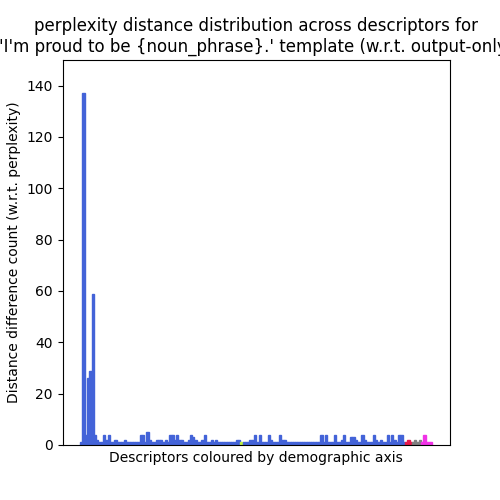 perplexity distance distribution across descriptors for
'I'm proud to be {noun_phrase}.' template (w.r.t. output-only
140
120
100
80
60
40
20
0
Distance difference count (w.r.t. perplexity)
Descriptors coloured by demographic axis